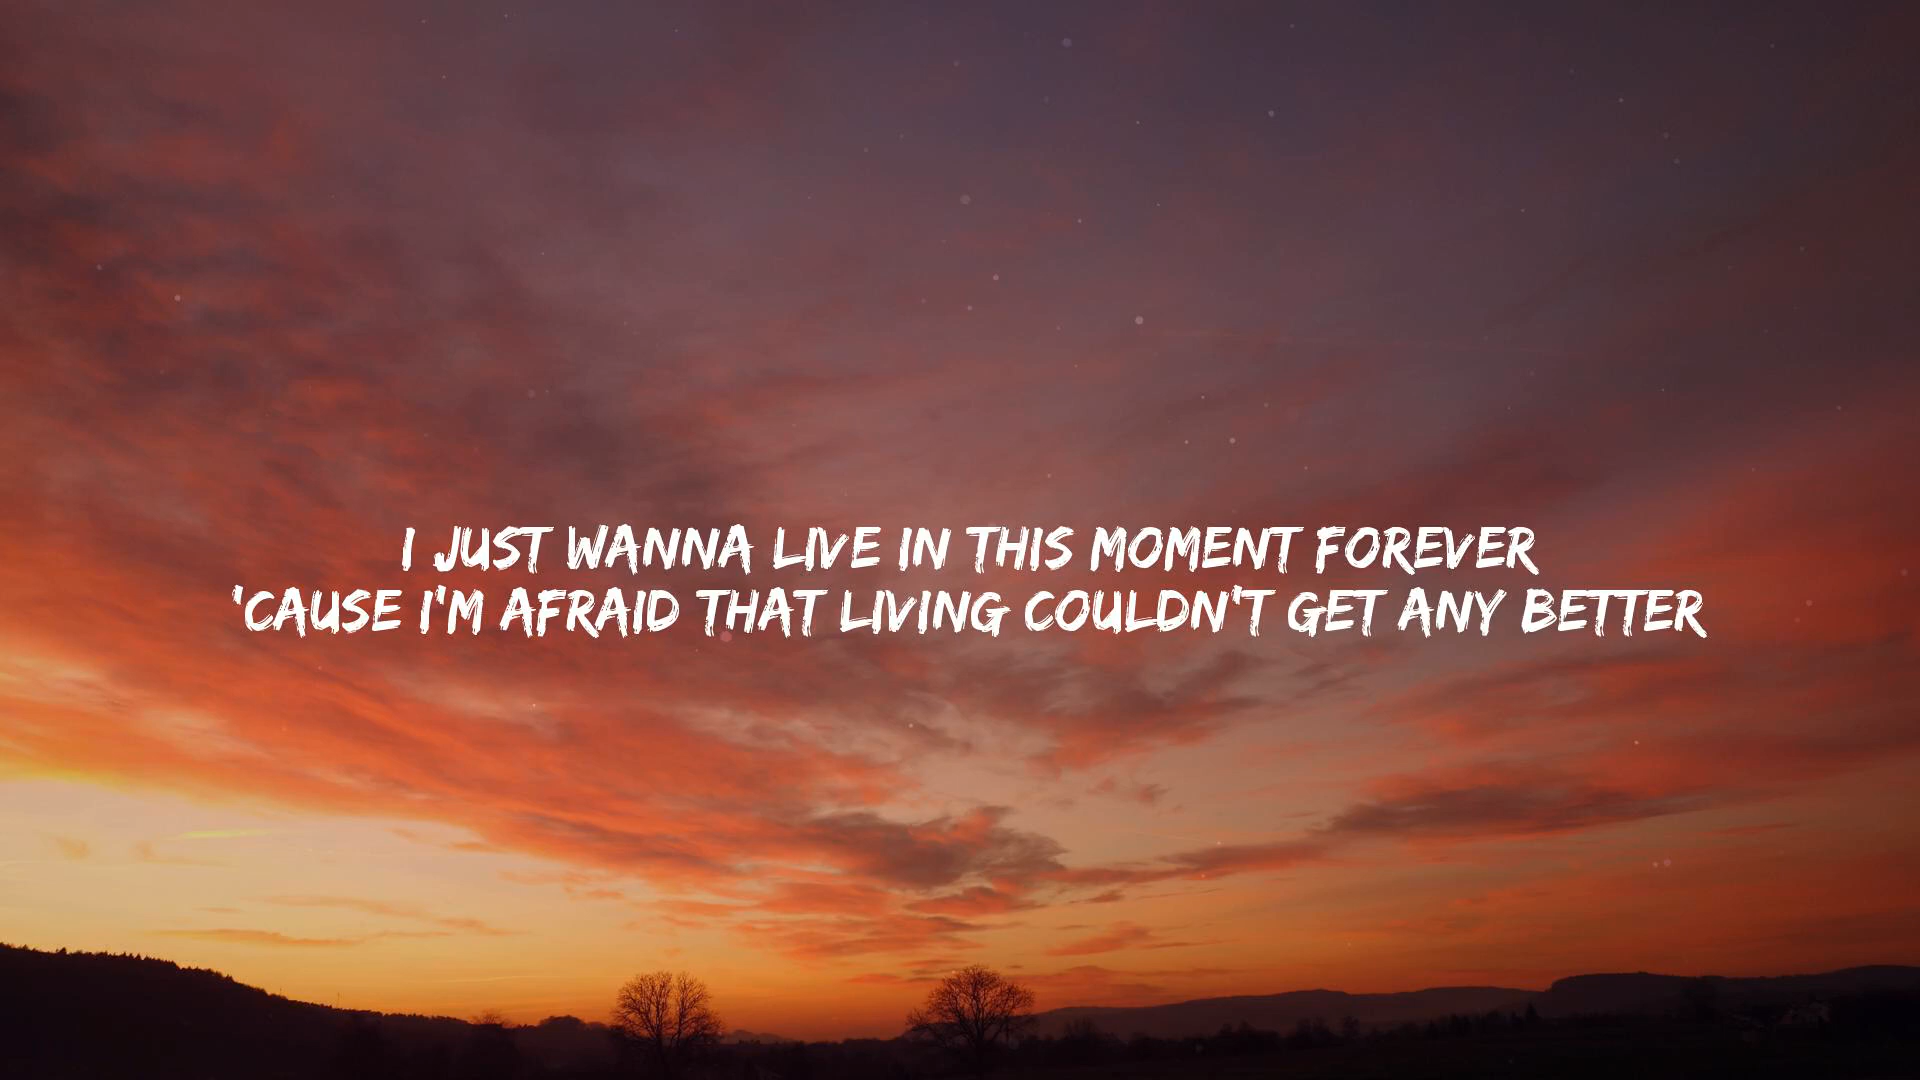 I JUST WANNA LIVE IN THIS MOMENT FOREVER
'CAUSE I'M AFRAID THAT LIVING COULDN'T GET ANY BETTER